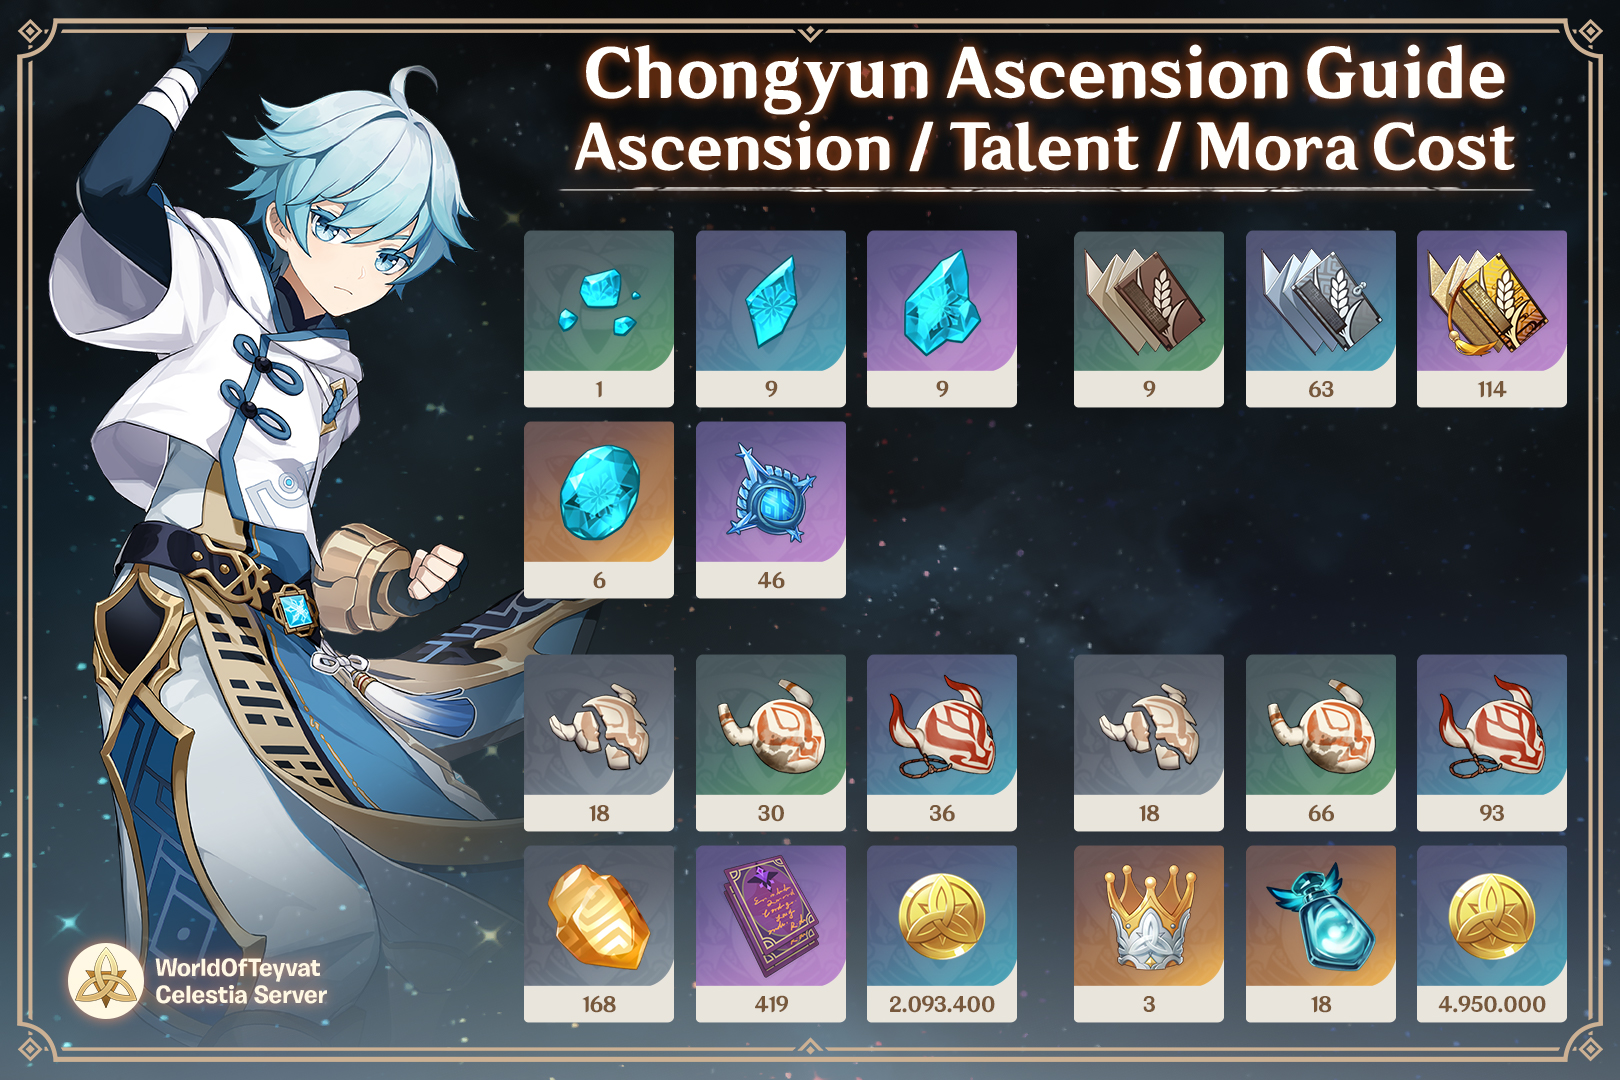 Chongyun Ascension Guide
Ascension / Talent / Mora Cost
1 9 9 9 63 114
6 46
18 30 36 18 66 93
168 419 2.093.400 3 18 4.950.000
WorldOfTeyvat
Celestia Server